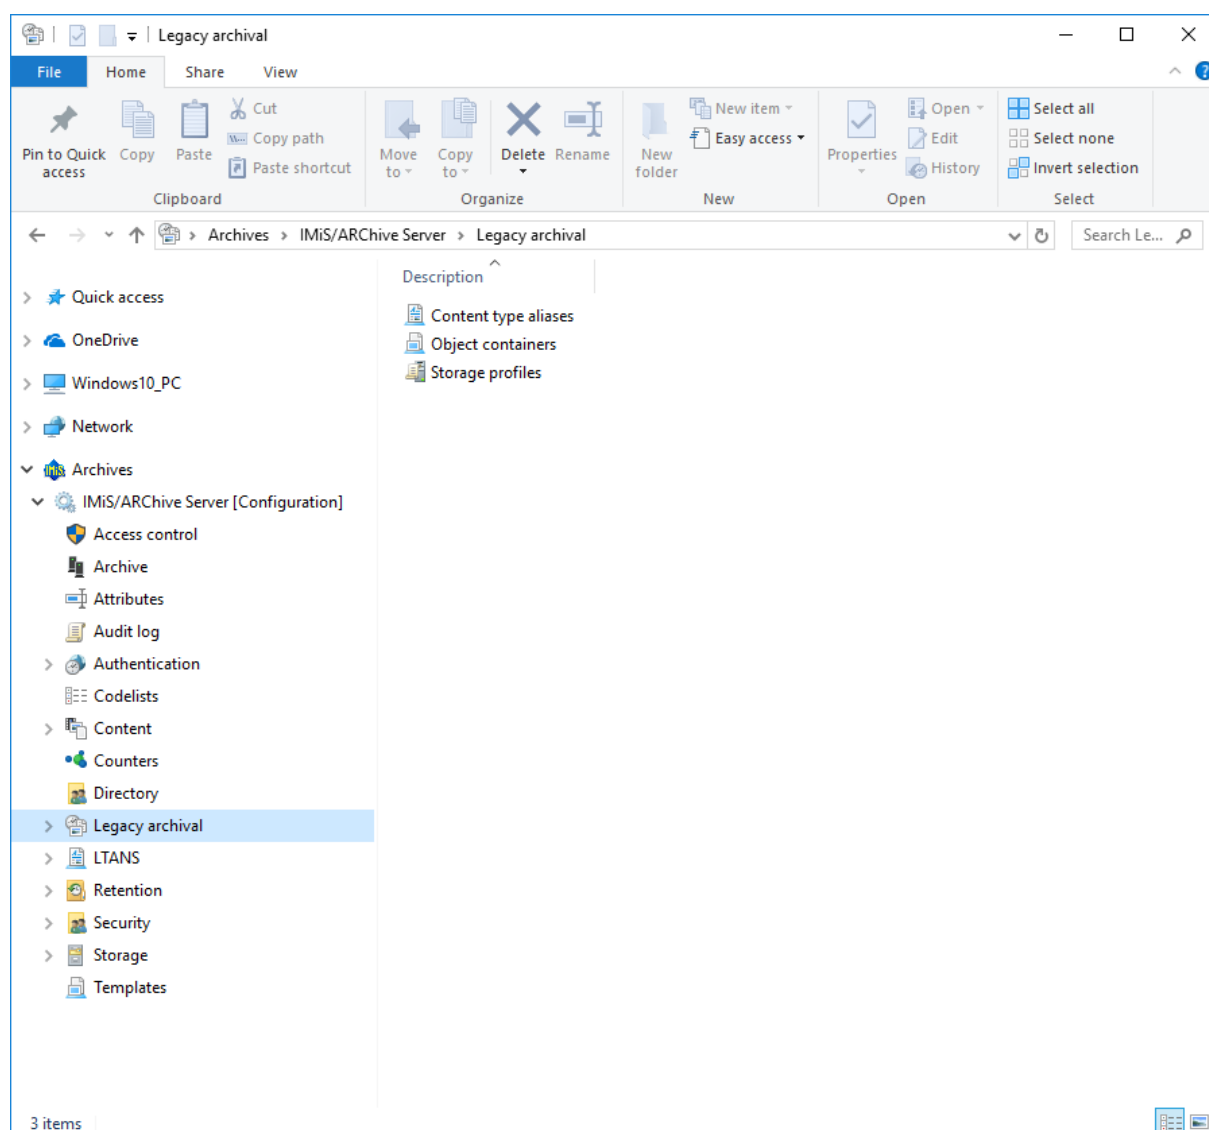 Legacy archival
File Home Share View
Pin to Quick access
Copy
Paste
Cut
Copy path
Paste shortcut
Clipboard
Move to
Copy to
Delete
Rename
Organize
New folder
New item
Easy access
New
Properties
Open
Edit
History
Open
Select all
Select none
Invert selection
Select
Archives > IMiS/ARChive Server > Legacy archival
Search Le...
Quick access
OneDrive
Windows10_PC
Network
Archives
IMiS/ARChive Server [Configuration]
Access control
Archive
Attributes
Audit log
Authentication
Codelists
Content
Counters
Directory
Legacy archival
LTANS
Retention
Security
Storage
Templates
Description
Content type aliases
Object containers
Storage profiles
3 items